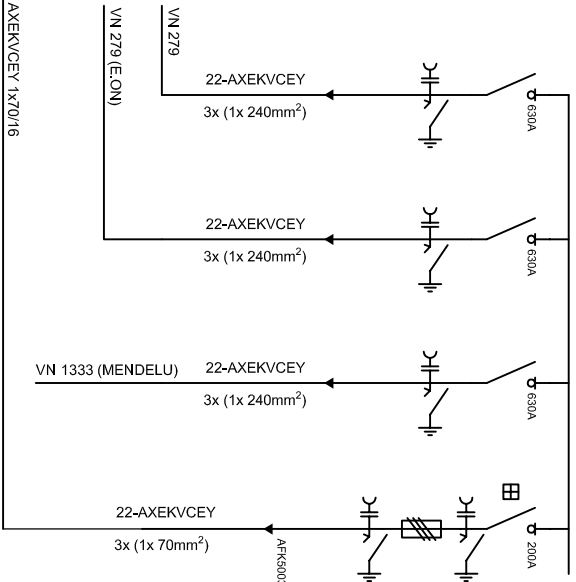 VN 279
VN 279 (E.ON)
AXEKVCEY 1x70/16
22-AXEKVCEY
3x (1x 240mm²)
630A
22-AXEKVCEY
3x (1x 240mm²)
630A
VN 1333 (MENDELU)
22-AXEKVCEY
3x (1x 240mm²)
630A
22-AXEKVCEY
3x (1x 70mm²)
200A